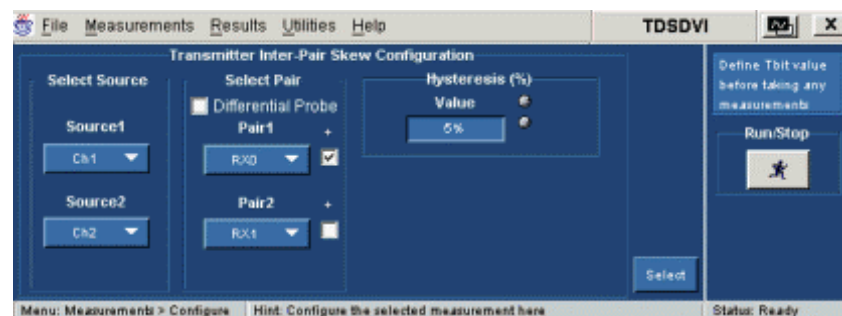 File Measurements Results Utilities Help TDSDVI X
Transmitter Inter-Pair Skew Configuration
Select Source
Source1
Ch1
Source2
Ch2
Select Pair
Differential Probe
Pair1 +
RX0
Pair2 +
RX1
Hysteresis (%)
Value
5%
Select
Define Tbit value
before taking any
measurements
Run/Stop
Menu: Measurements > Configure Hint: Configure the selected measurement here Status: Ready